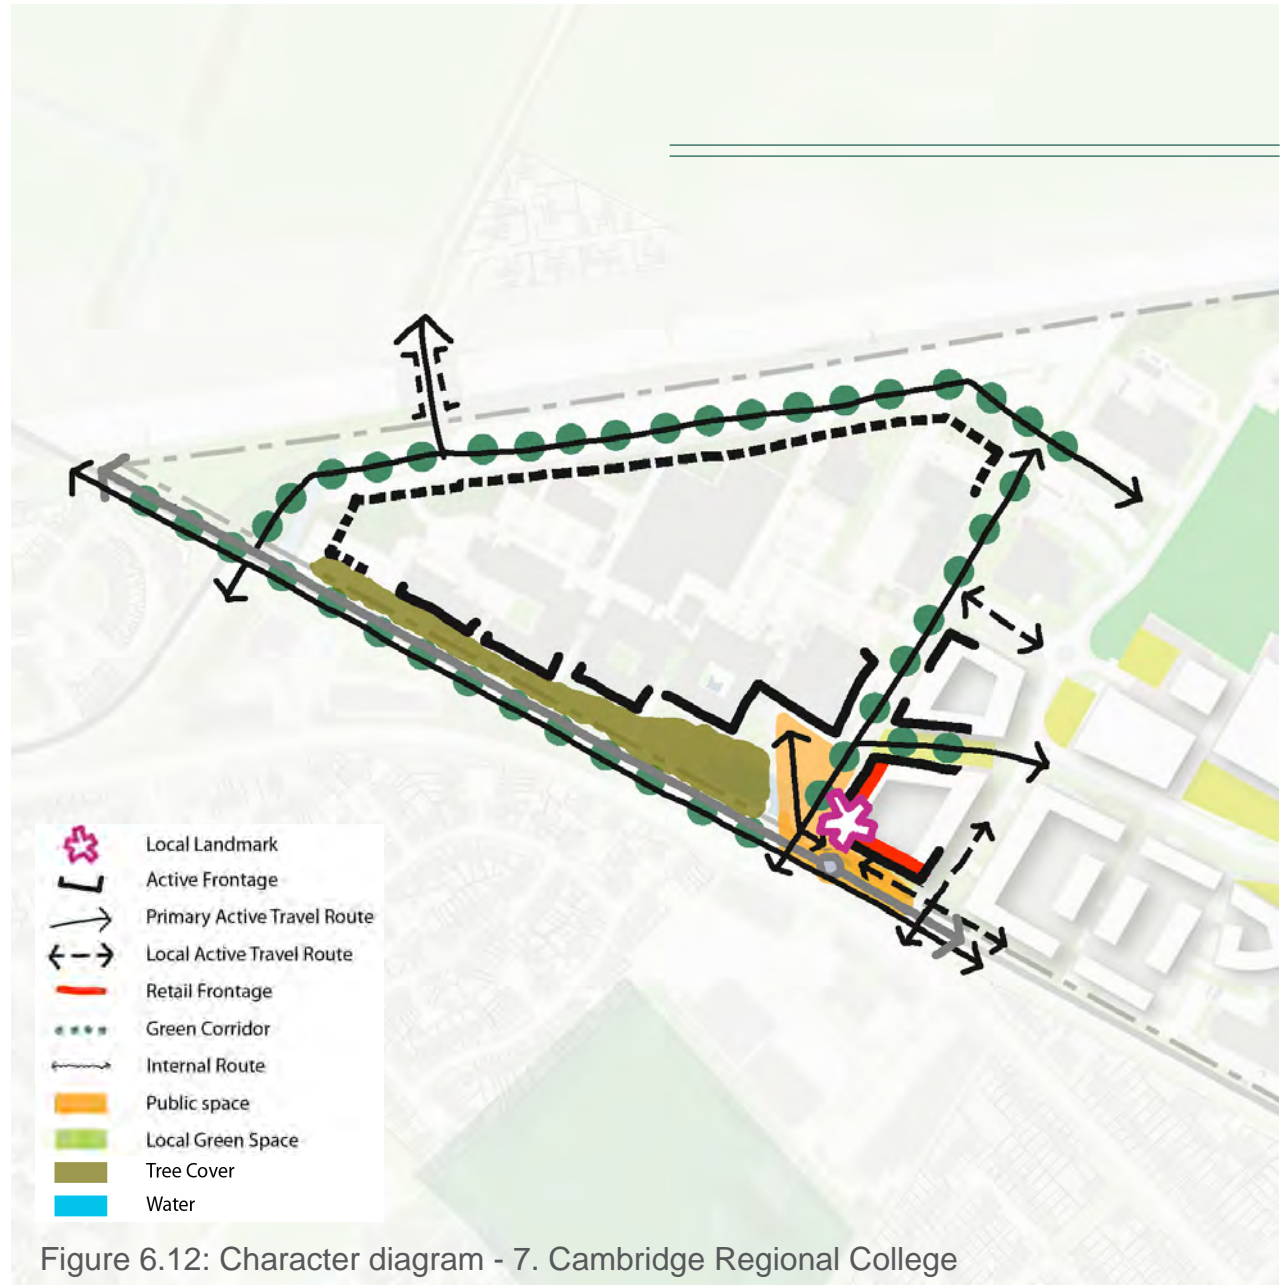 Local Landmark
Active Frontage
Primary Active Travel Route
Local Active Travel Route
Retail Frontage
Green Corridor
Internal Route
Public space
Local Green Space
Tree Cover
Water
Figure 6.12: Character diagram - 7. Cambridge Regional College